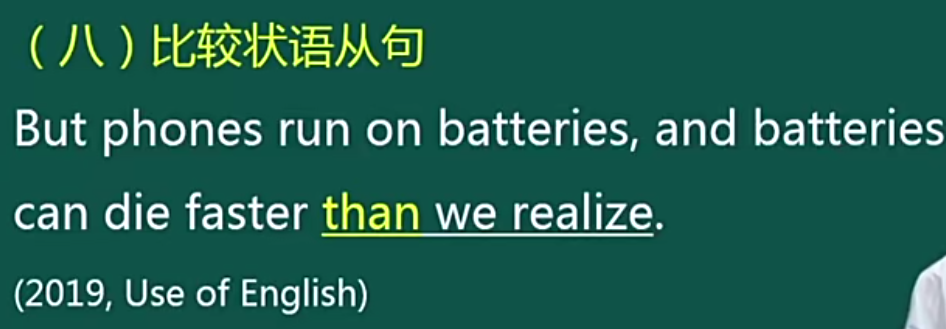 （八）比较状语从句
But phones run on batteries, and batteries
can die faster than we realize.
(2019, Use of English)